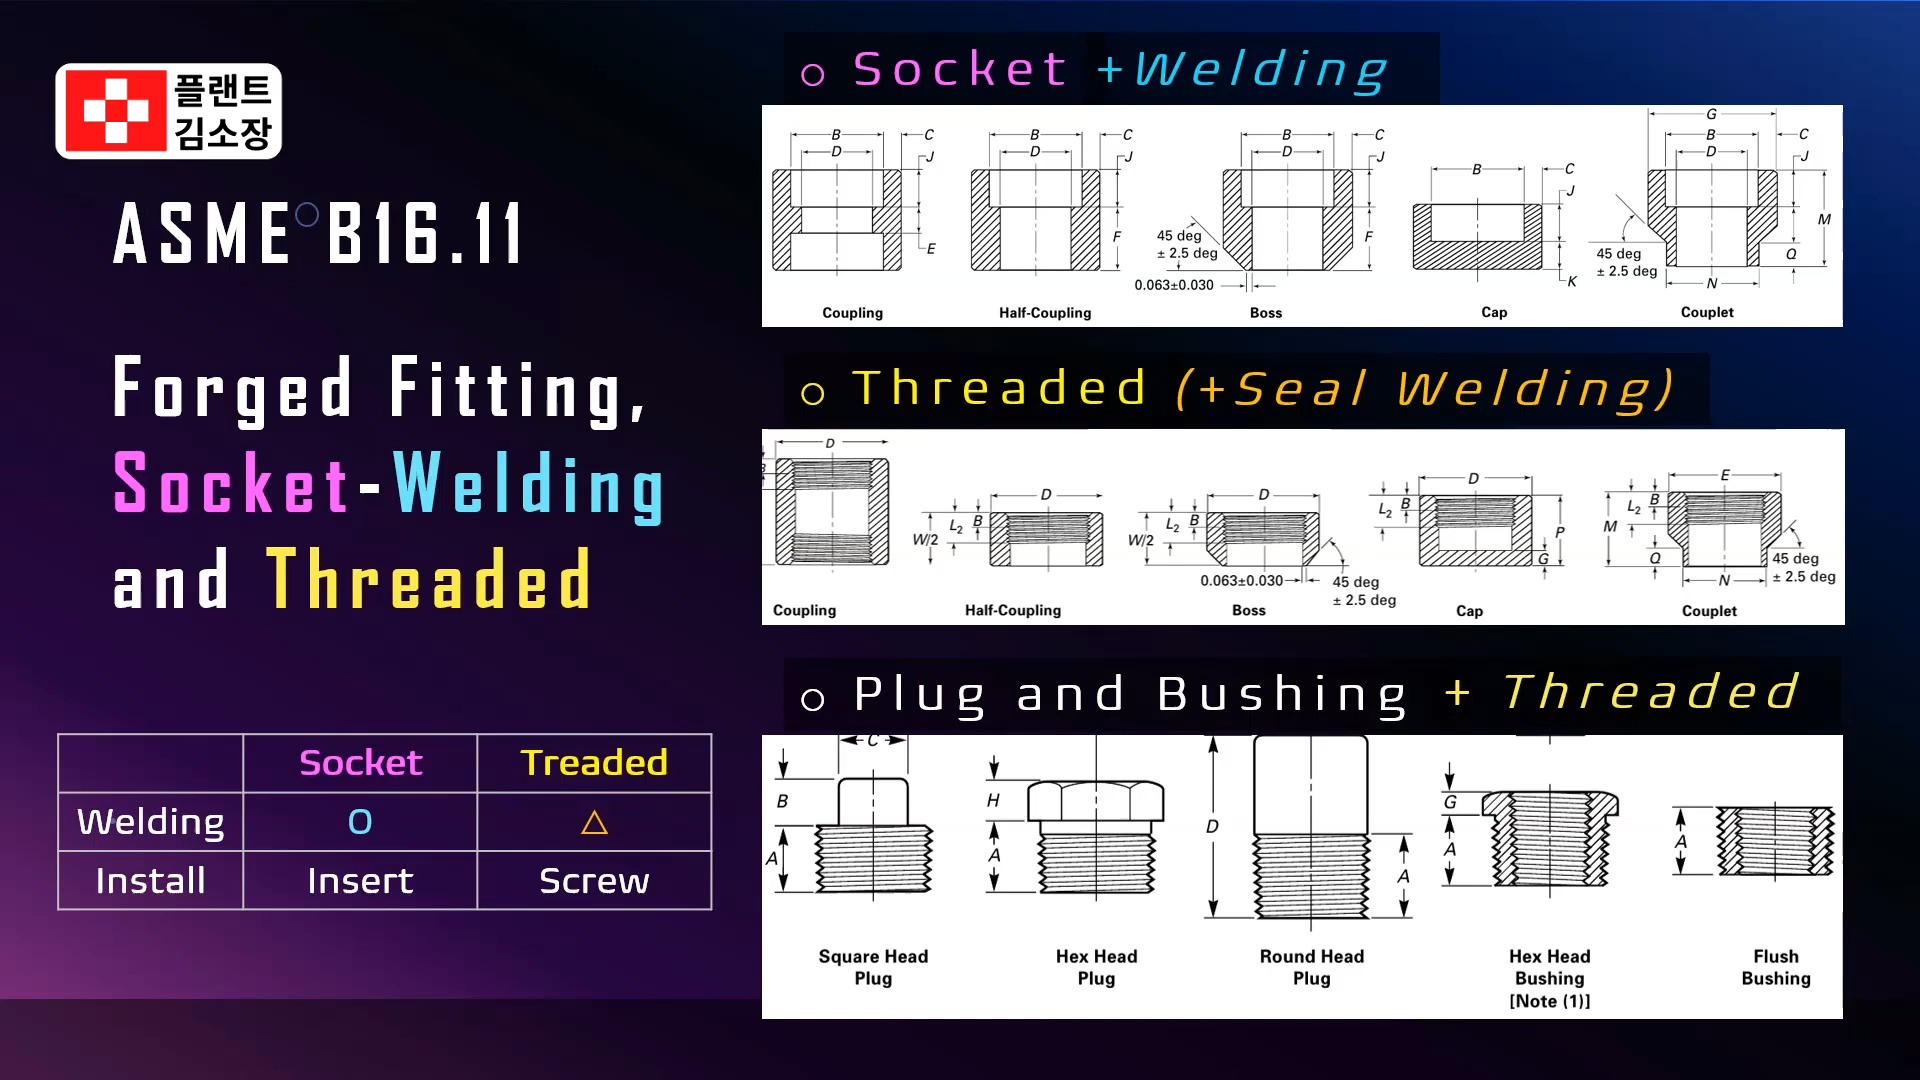 플랜트
김소장
ASME B16.11
Forged Fitting,
Socket-Welding
and Threaded
Socket Treaded
Welding O △
Install Insert Screw
○ Socket +Welding
G
B C B C B C B C B C
D J D J D J J D J
E F F K M
45 deg
± 2.5 deg
0.063±0.030
45 deg
± 2.5 deg
Q
N
Coupling Half-Coupling Boss Cap Couplet
○ Threaded (+Seal Welding)
D D D D E
L2 B L2 B L2 B L2 B
W/2 W/2 P M
G Q N
0.063±0.030 45 deg
± 2.5 deg
45 deg
± 2.5 deg
Coupling Half-Coupling Boss Cap Couplet
○ Plug and Bushing + Threaded
C
B H D G
A A A A A
Square Head
Plug
Hex Head
Plug
Round Head
Plug
Hex Head
Bushing
[Note (1)]
Flush
Bushing